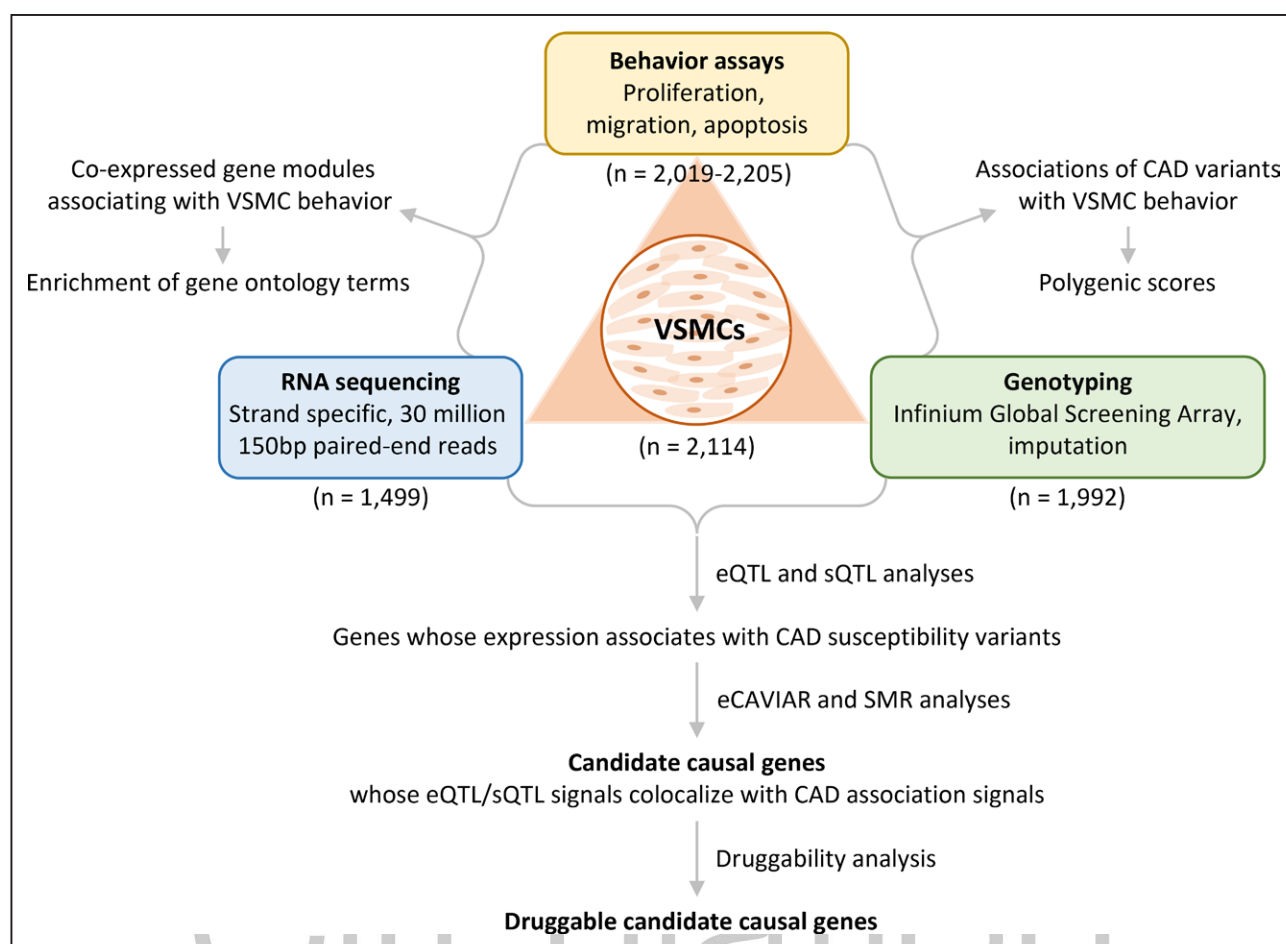 Behavior assays
Proliferation,
migration, apoptosis
(n = 2,019-2,205)
Co-expressed gene modules
associating with VSMC behavior
Enrichment of gene ontology terms
Associations of CAD variants
with VSMC behavior
Polygenic scores
VSMCs
(n = 2,114)
RNA sequencing
Strand specific, 30 million
150bp paired-end reads
(n = 1,499)
Genotyping
Infinium Global Screening Array,
imputation
(n = 1,992)
eQTL and sQTL analyses
Genes whose expression associates with CAD susceptibility variants
eCAVIAR and SMR analyses
Candidate causal genes
whose eQTL/sQTL signals colocalize with CAD association signals
Druggability analysis
Druggable candidate causal genes